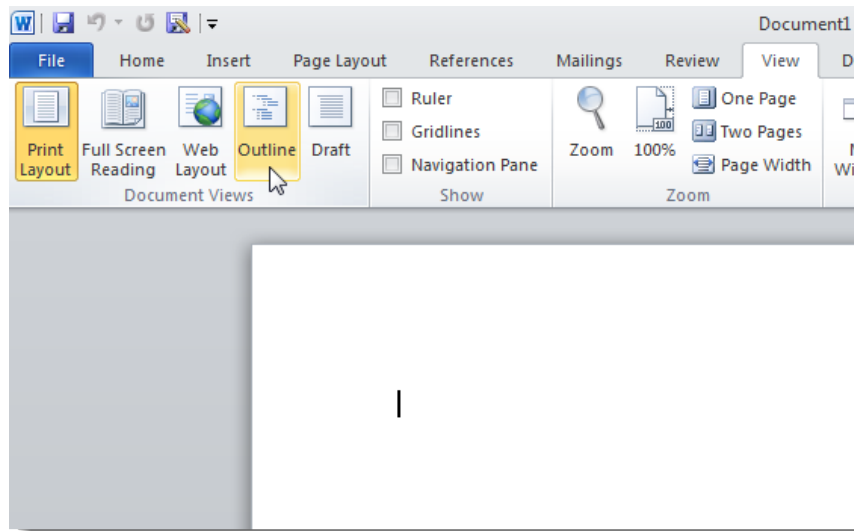 W Document1
File Home Insert Page Layout References Mailings Review View D
Ruler One Page
Gridlines Two Pages
Print Full Screen Web Outline Draft Zoom 100%
Layout Reading Layout Navigation Pane Page Width
Document Views Show Zoom